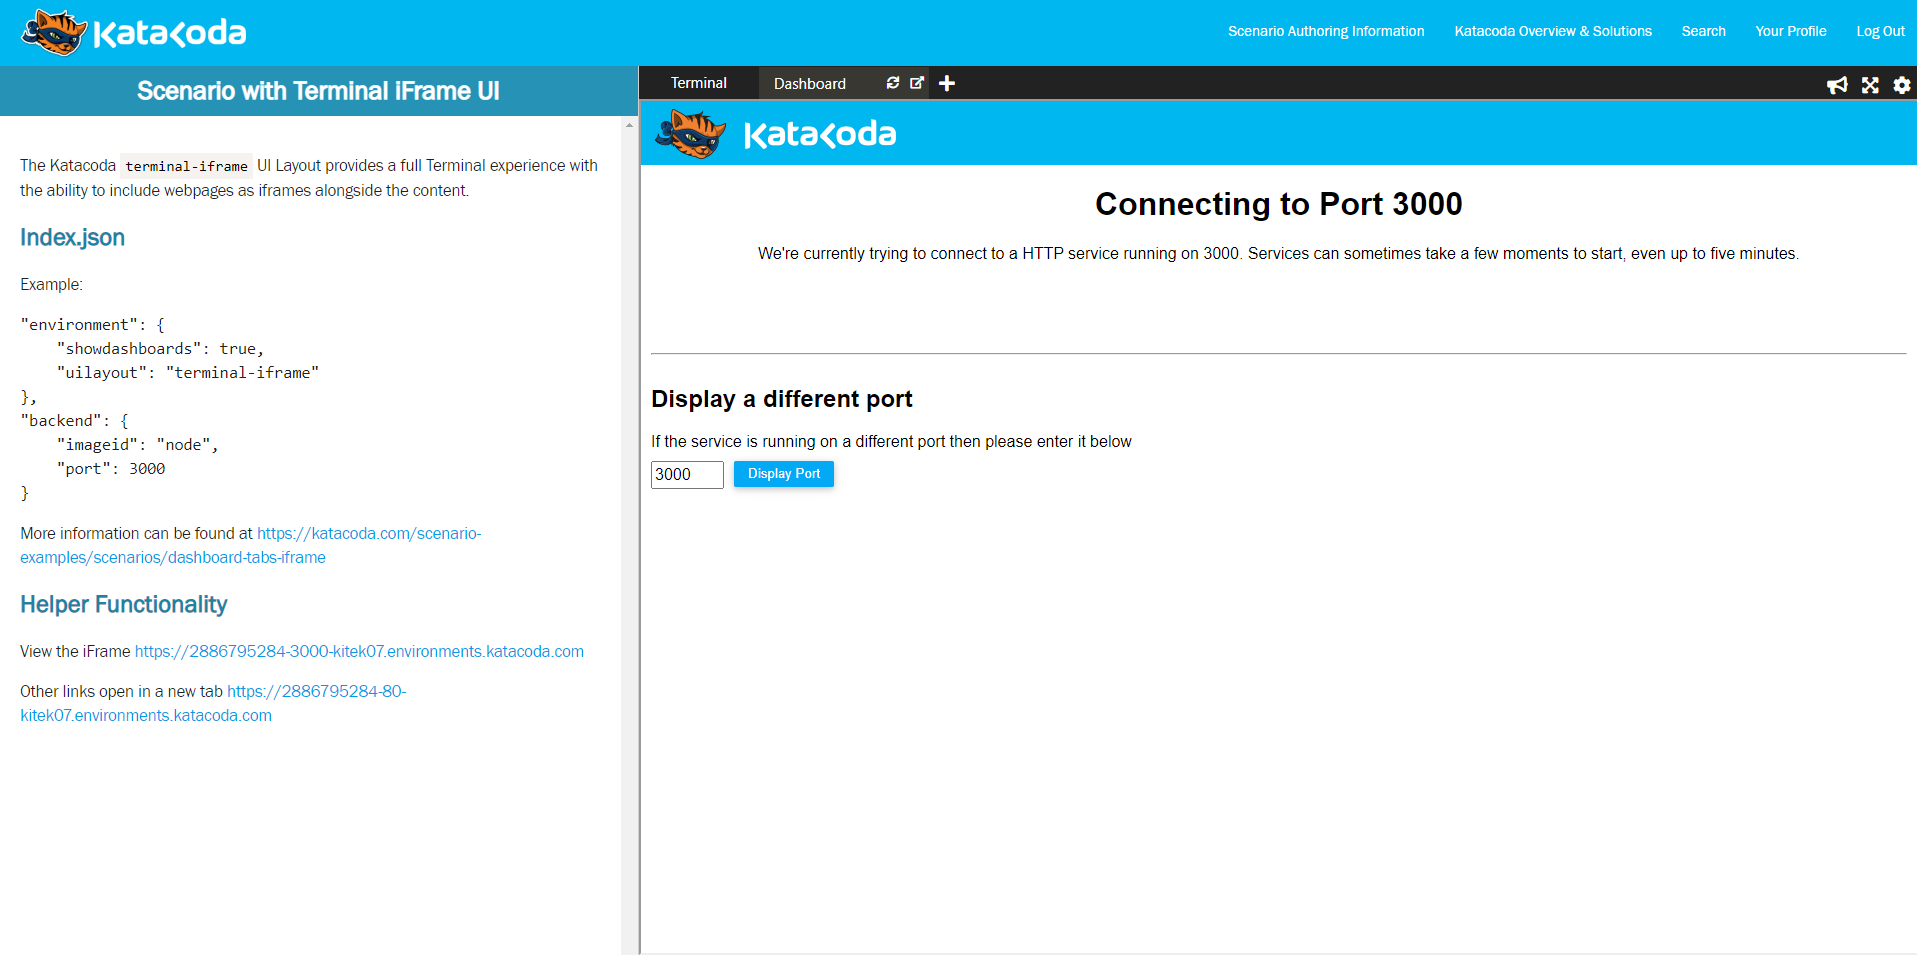 Katacoda
Scenario Authoring Information
Katacoda Overview & Solutions
Search
Your Profile
Log Out
Scenario with Terminal iFrame UI
The Katacoda terminal-iframe UI Layout provides a full Terminal experience with
the ability to include webpages as iframes alongside the content.
Index.json
Example:
"environment": {
    "showdashboards": true,
    "uilayout": "terminal-iframe"
},
"backend": {
    "imageid": "node",
    "port": 3000
}
More information can be found at https://katacoda.com/scenario-
examples/scenarios/dashboard-tabs-iframe
Helper Functionality
View the iFrame https://2886795284-3000-kitek07.environments.katacoda.com
Other links open in a new tab https://2886795284-80-
kitek07.environments.katacoda.com
Terminal
Dashboard
Katacoda
Connecting to Port 3000
We're currently trying to connect to a HTTP service running on 3000. Services can sometimes take a few moments to start, even up to five minutes.
Display a different port
If the service is running on a different port then please enter it below
3000
Display Port